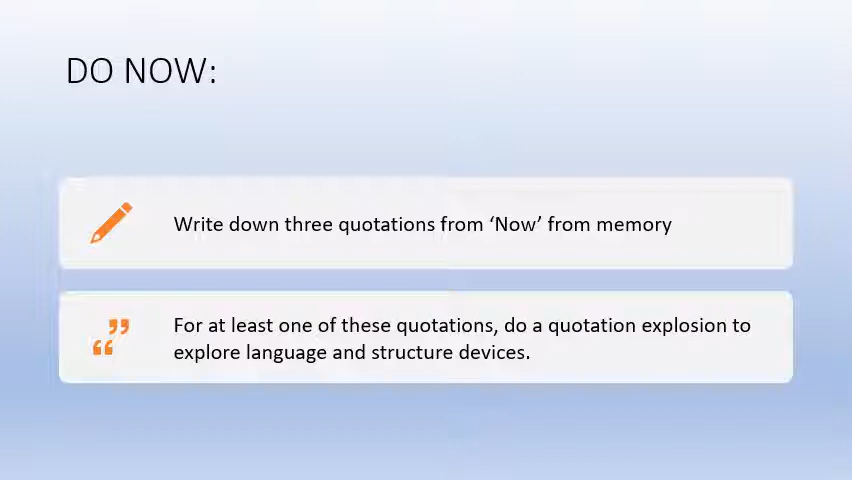 DO NOW:
Write down three quotations from ‘Now’ from memory
For at least one of these quotations, do a quotation explosion to
explore language and structure devices.